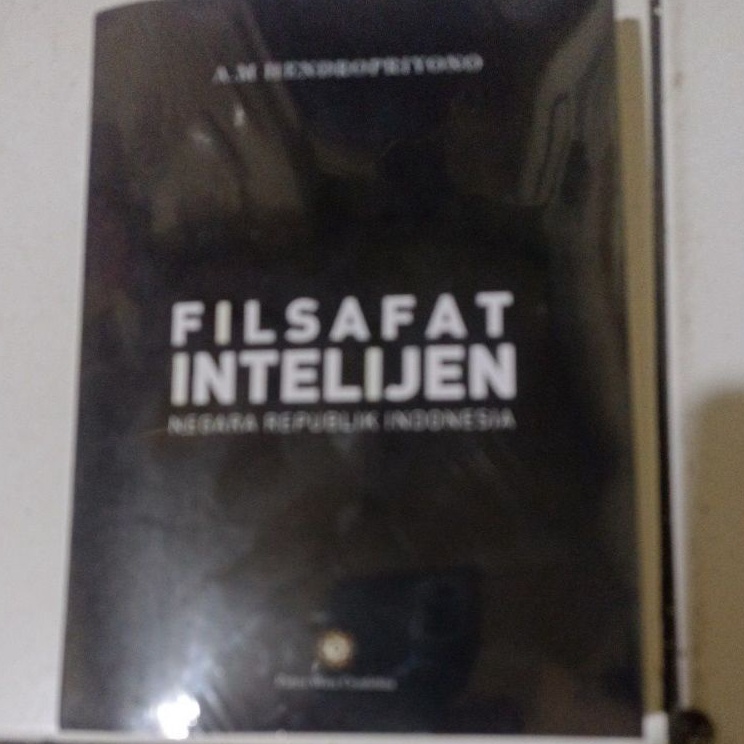 A.M HENDROPRIYONO
FILSAFAT
INTELIJEN
NEGARA REPUBLIK INDONESIA